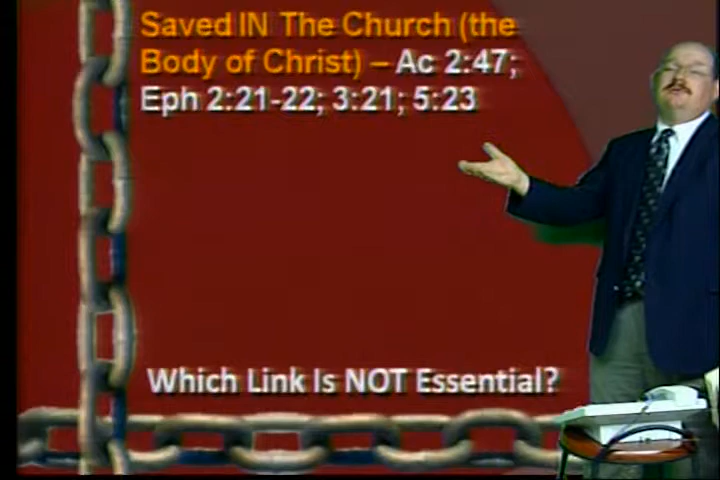 Saved IN The Church (the
Body of Christ) – Ac 2:47;
Eph 2:21-22; 3:21; 5:23
Which Link Is NOT Essential?